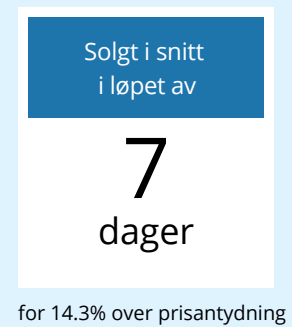 Solgt i snitt
i løpet av
7
dager
for 14.3% over prisantydning